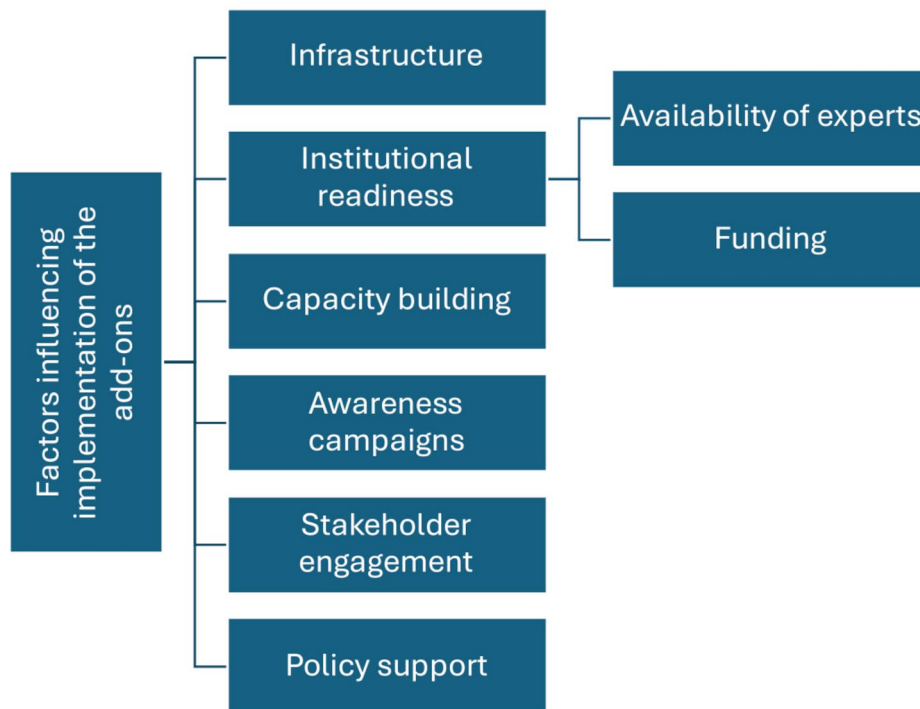 Factors influencing
implementation of the
add-ons
Infrastructure
Institutional
readiness
Availability of experts
Funding
Capacity building
Awareness
campaigns
Stakeholder
engagement
Policy support